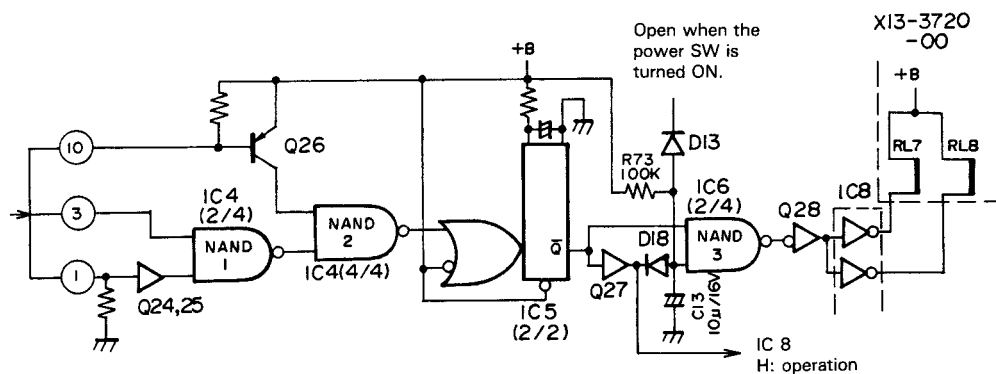 Open when the
power SW is
turned ON.
X13-3720
-00
+B
+B
10
Q26
3
1
Q24,25
IC4
(2/4)
NAND
1
NAND
2
IC4(4/4)
Q1
IC5
(2/2)
R73
100K
D13
D18
Q27
C13
10μ/16V
IC6
(2/4)
NAND
3
Q28
IC8
RL7
RL8
IC 8
H: operation